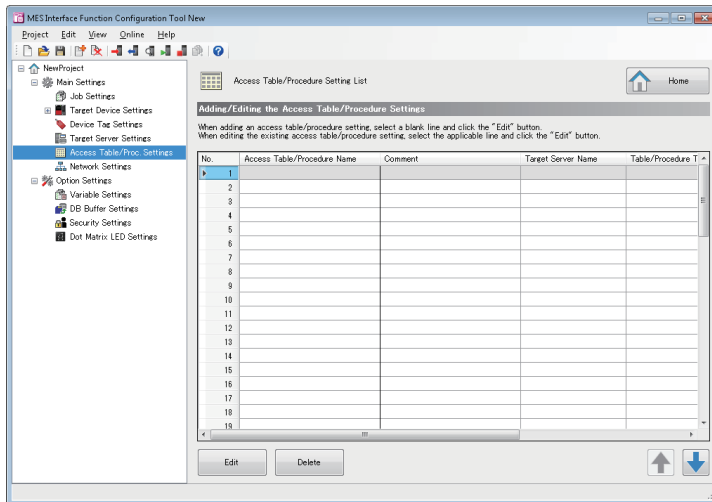 MES Interface Function Configuration Tool New
Project Edit View Online Help
NewProject
Main Settings
Job Settings
Target Device Settings
Device Tag Settings
Target Server Settings
Access Table/Proc. Settings
Network Settings
Option Settings
Variable Settings
DB Buffer Settings
Security Settings
Dot Matrix LED Settings
Access Table/Procedure Setting List
Home
Adding/Editing the Access Table/Procedure Settings
When adding an access table/procedure setting, select a blank line and click the "Edit" button.
When editing the existing access table/procedure setting, select the applicable line and click the "Edit" button.
No. Access Table/Procedure Name Comment Target Server Name Table/Procedure T
1
2
3
4
5
6
7
8
9
10
11
12
13
14
15
16
17
18
19
Edit Delete